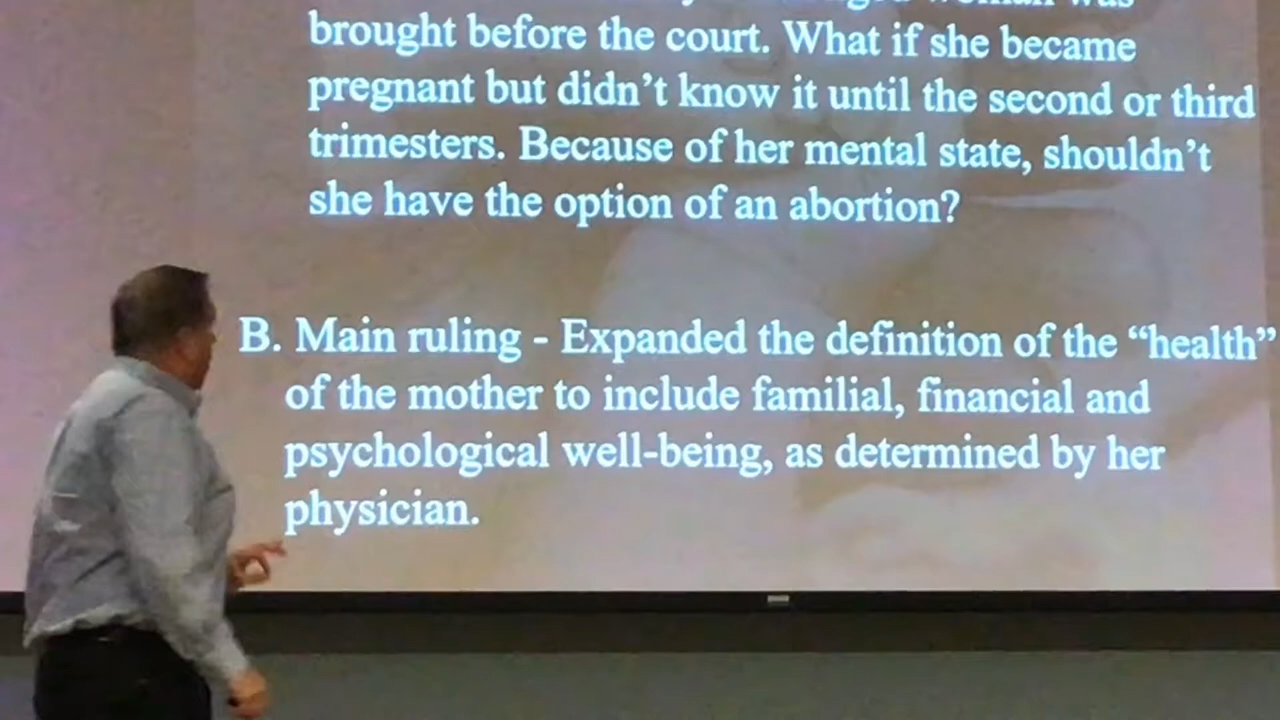 brought before the court. What if she became
pregnant but didn’t know it until the second or third
trimesters. Because of her mental state, shouldn’t
she have the option of an abortion?
B. Main ruling - Expanded the definition of the “health”
of the mother to include familial, financial and
psychological well-being, as determined by her
physician.